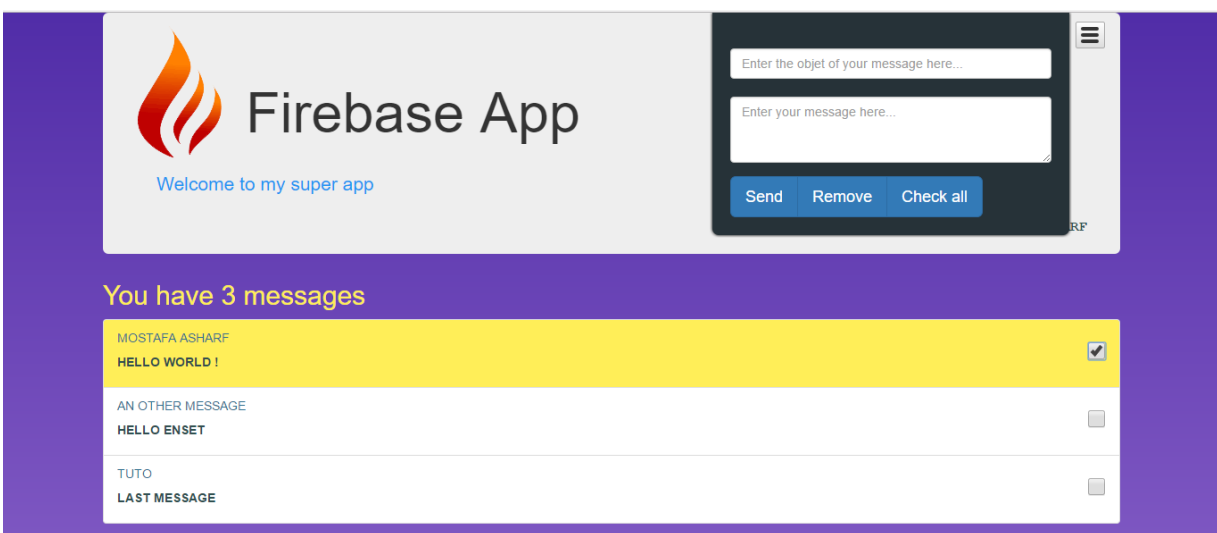 Firebase App
Welcome to my super app
Enter the objet of your message here...
Enter your message here...
Send Remove Check all
RF
You have 3 messages
MOSTAFA ASHARF
HELLO WORLD !
AN OTHER MESSAGE
HELLO ENSET
TUTO
LAST MESSAGE